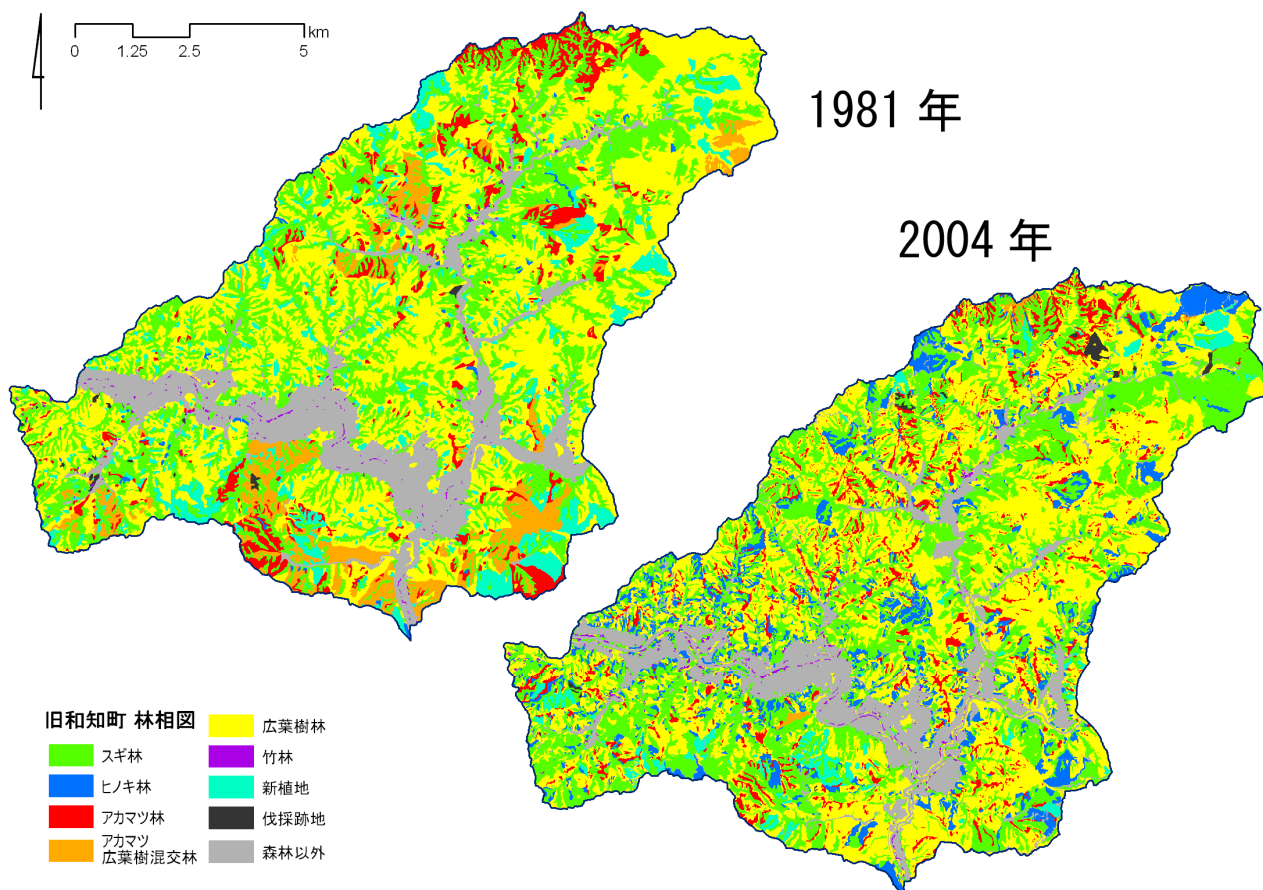 km
0
1.25
2.5
5
1981 年
2004 年
旧和知町 林相図
スギ林
ヒノキ林
アカマツ林
アカマツ
広葉樹混交林
広葉樹林
竹林
新植地
伐採跡地
森林以外